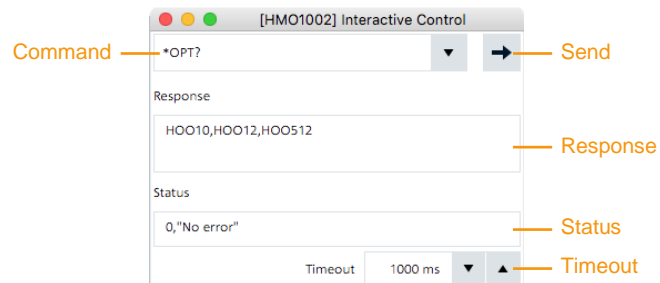 [HMO1002] Interactive Control
Command
*OPT?
Send
Response
HOO10,HOO12,HOO512
Response
Status
0,"No error"
Status
Timeout
1000 ms
Timeout